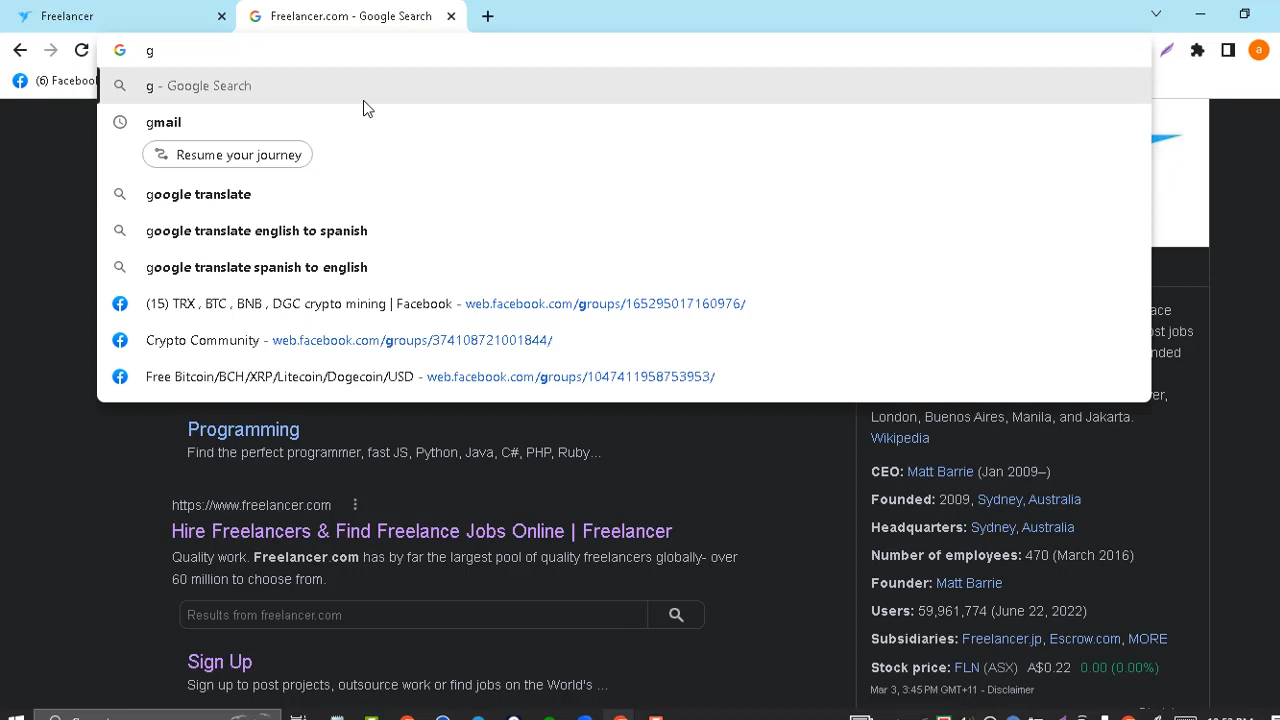 Freelancer
Freelancer.com - Google Search
g
a
(6) Facebook
g - Google Search
gmail
Resume your journey
google translate
google translate english to spanish
google translate spanish to english
(15) TRX , BTC , BNB , DGC crypto mining | Facebook - web.facebook.com/groups/165295017160976/
Crypto Community - web.facebook.com/groups/374108721001844/
Free Bitcoin/BCH/XRP/Litecoin/Dogecoin/USD - web.facebook.com/groups/1047411958753953/
Programming
Find the perfect programmer, fast JS, Python, Java, C#, PHP, Ruby...
https://www.freelancer.com
Hire Freelancers & Find Freelance Jobs Online | Freelancer
Quality work. Freelancer.com has by far the largest pool of quality freelancers globally- over
60 million to choose from.
Results from freelancer.com
Sign Up
Sign up to post projects, outsource work or find jobs on the World's ...
London, Buenos Aires, Manila, and Jakarta.
Wikipedia
CEO: Matt Barrie (Jan 2009–)
Founded: 2009, Sydney, Australia
Headquarters: Sydney, Australia
Number of employees: 470 (March 2016)
Founder: Matt Barrie
Users: 59,961,774 (June 22, 2022)
Subsidiaries: Freelancer.jp, Escrow.com, MORE
Stock price: FLN (ASX) A$0.22 0.00 (0.00%)
Mar 3, 3:45 PM GMT+11 - Disclaimer